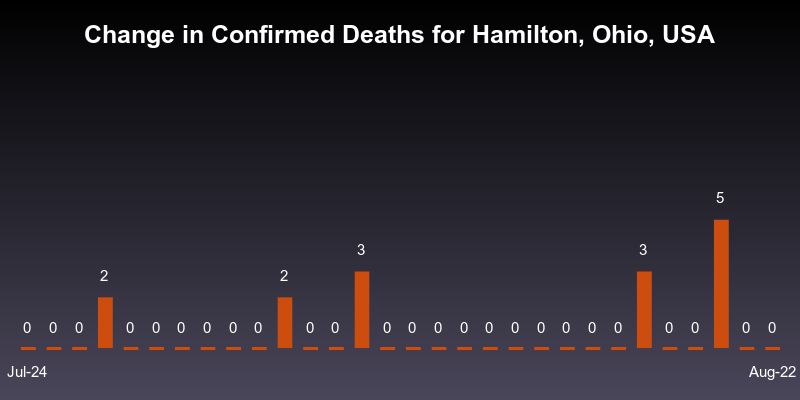 Change in Confirmed Deaths for Hamilton, Ohio, USA
5
3 3
2 2
0 0 0 0 0 0 0 0 0 0 0 0 0 0 0 0 0 0 0 0 0 0 0 0 0
Jul-24 Aug-22